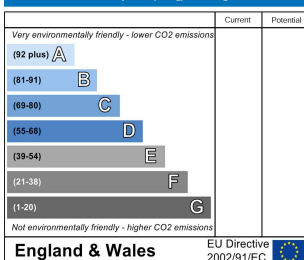 Current Potential
Very environmentally friendly - lower CO2 emissions
(92 plus) A
(81-91) B
(69-80) C
(55-68) D
(39-54) E
(21-38) F
(1-20) G
Not environmentally friendly - higher CO2 emissions
England & Wales
EU Directive
2002/91/EC